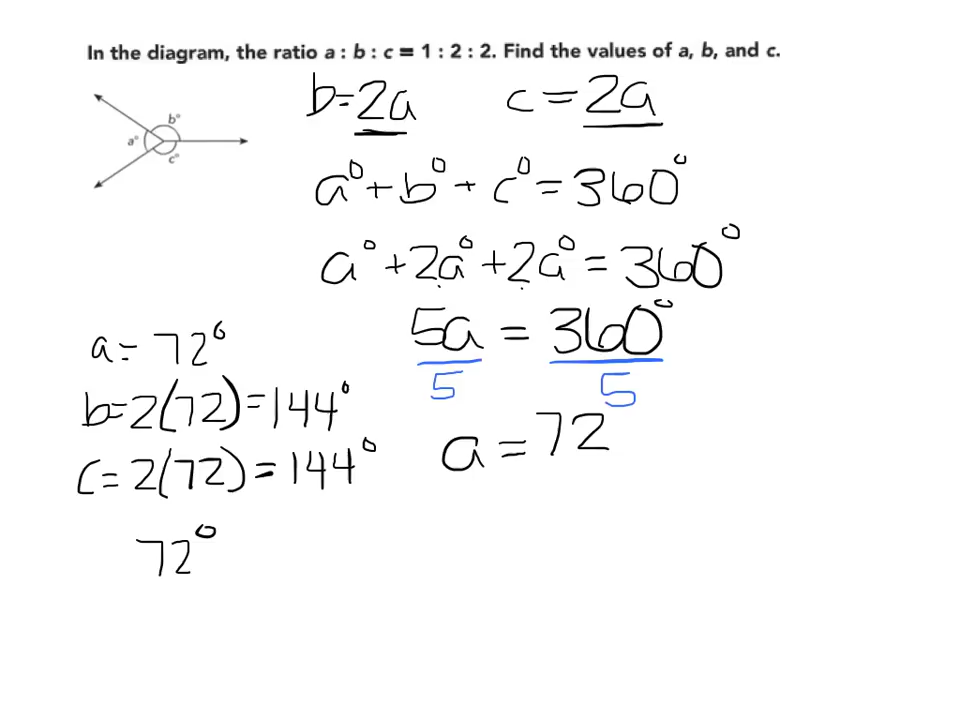 In the diagram, the ratio a : b : c = 1 : 2 : 2. Find the values of a, b, and c.
b=2a c=2a
b°
a°
c°
a°+b°+c°=360°
a°+2a°+2a°=360°
5a = 360°
5 5
a = 72
a= 72°
b=2(72)=144°
c=2(72)=144°
72°